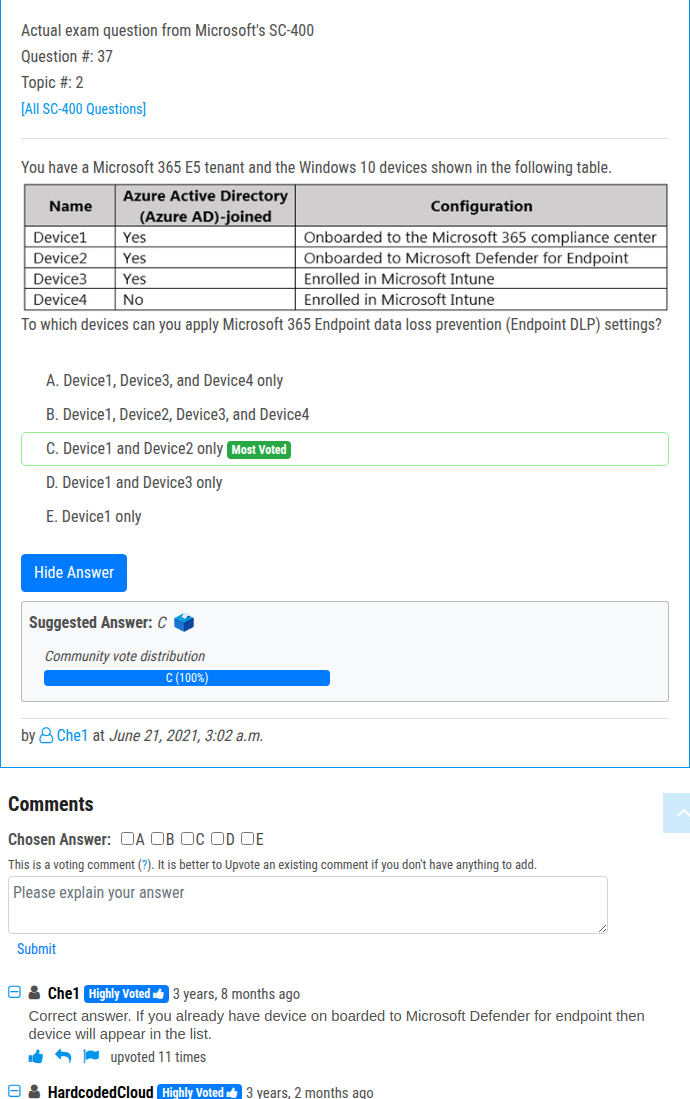 Actual exam question from Microsoft's SC-400
Question #: 37
Topic #: 2
[All SC-400 Questions]
You have a Microsoft 365 E5 tenant and the Windows 10 devices shown in the following table.
Name Azure Active Directory (Azure AD)-joined Configuration
Device1 Yes Onboarded to the Microsoft 365 compliance center
Device2 Yes Onboarded to Microsoft Defender for Endpoint
Device3 Yes Enrolled in Microsoft Intune
Device4 No Enrolled in Microsoft Intune
To which devices can you apply Microsoft 365 Endpoint data loss prevention (Endpoint DLP) settings?
A. Device1, Device3, and Device4 only
B. Device1, Device2, Device3, and Device4
C. Device1 and Device2 only Most Voted
D. Device1 and Device3 only
E. Device1 only
Hide Answer
Suggested Answer: C
Community vote distribution
C (100%)
by Che1 at June 21, 2021, 3:02 a.m.
Comments
Chosen Answer: A B C D E
This is a voting comment (?). It is better to Upvote an existing comment if you don't have anything to add.
Please explain your answer
Submit
Che1 Highly Voted 3 years, 8 months ago
Correct answer. If you already have device on boarded to Microsoft Defender for endpoint then
device will appear in the list.
upvoted 11 times
HardcodedCloud Highly Voted 3 years, 2 months ago